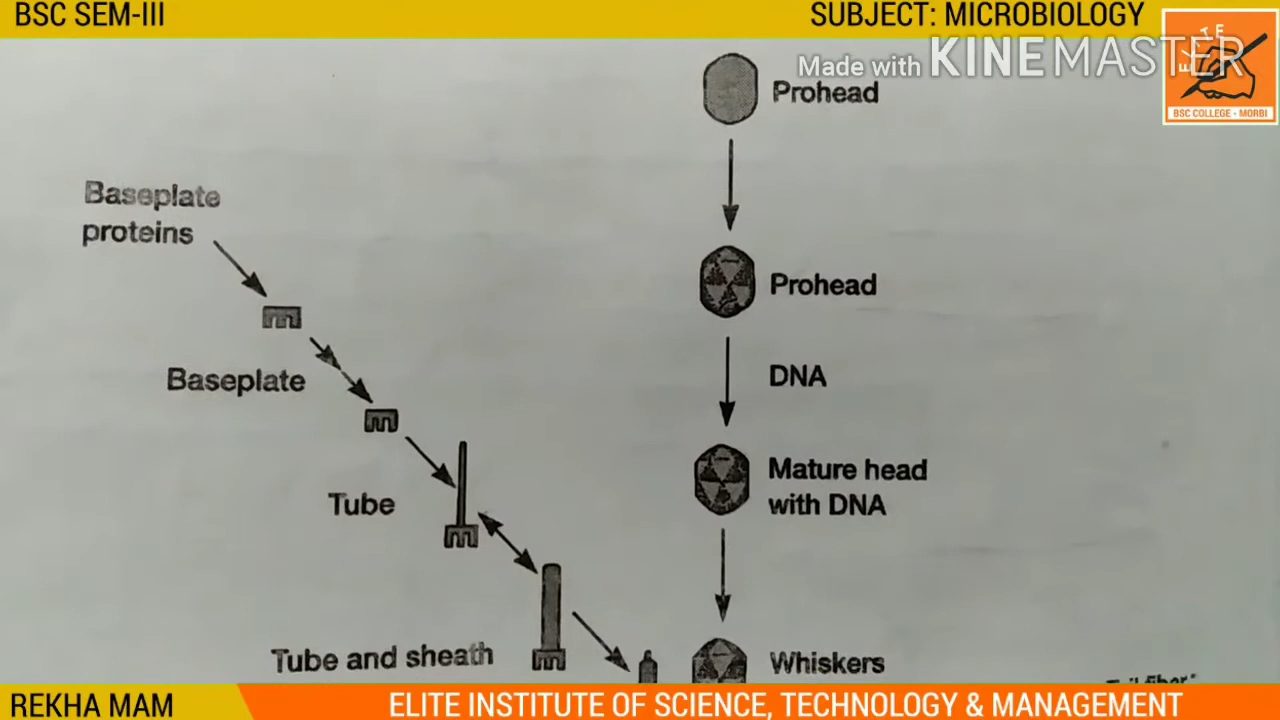 BSC SEM-III
SUBJECT: MICROBIOLOGY
Made with KINEMASTER
ELITE
BSC COLLEGE - MORBI
Prohead
Baseplate
proteins
Prohead
Baseplate
DNA
Mature head
with DNA
Tube
Tube and sheath
Whiskers
REKHA MAM
ELITE INSTITUTE OF SCIENCE, TECHNOLOGY & MANAGEMENT